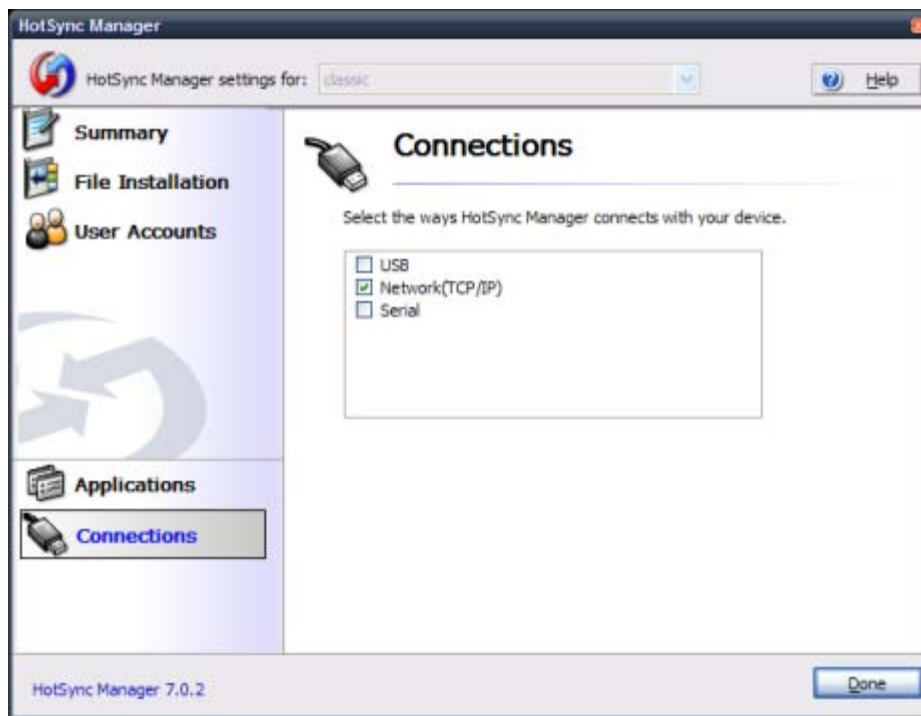 HotSync Manager
HotSync Manager settings for: classic
Help
Summary
File Installation
User Accounts
Applications
Connections
Connections
Select the ways HotSync Manager connects with your device.
USB
Network(TCP/IP)
Serial
HotSync Manager 7.0.2
Done